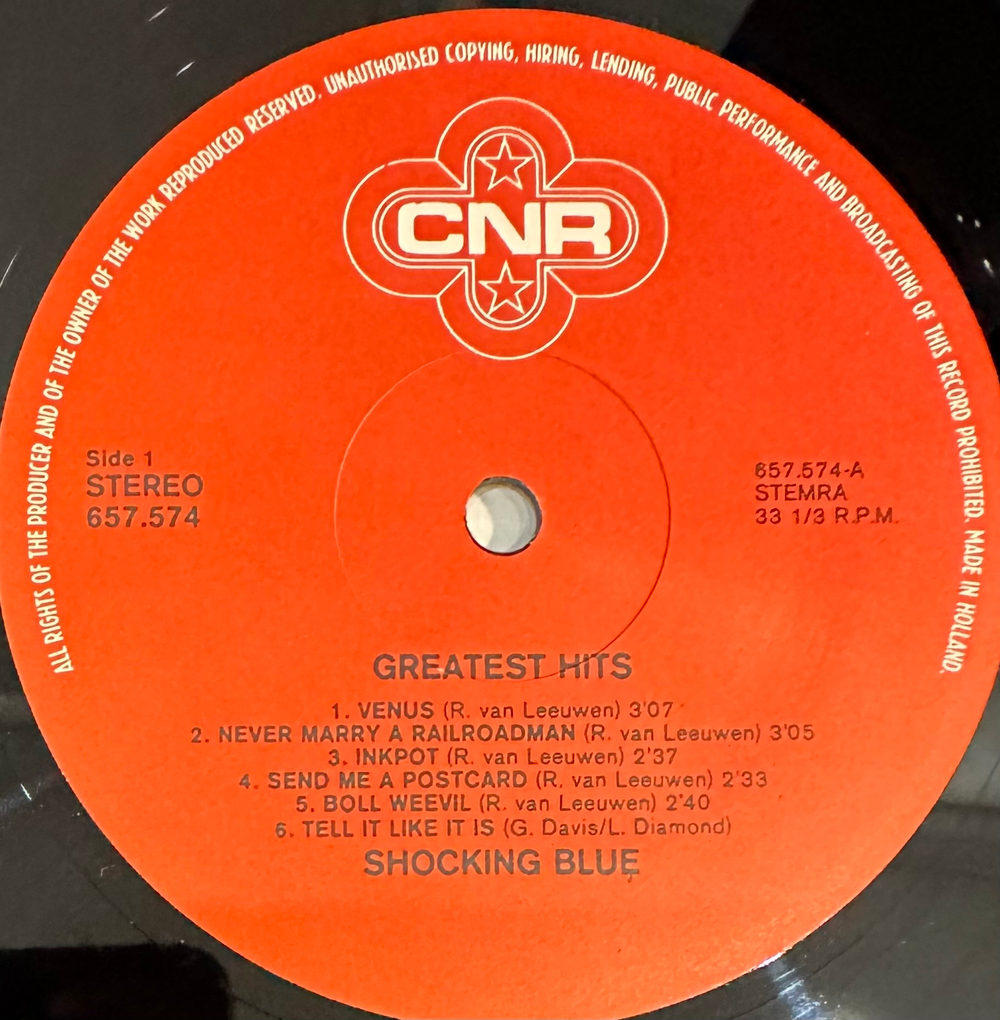 ALL RIGHTS OF THE PRODUCER AND OF THE OWNER OF THE WORK REPRODUCED RESERVED. UNAUTHORISED COPYING, HIRING, LENDING, PUBLIC PERFORMANCE AND BROADCASTING OF THIS RECORD PROHIBITED. MADE IN HOLLAND.
CNR
Side 1
STEREO
657.574
657.574-A
STEMRA
33 1/3 R.P.M.
GREATEST HITS
1. VENUS (R. van Leeuwen) 3'07
2. NEVER MARRY A RAILROADMAN (R. van Leeuwen) 3'05
3. INKPOT (R. van Leeuwen) 2'37
4. SEND ME A POSTCARD (R. van Leeuwen) 2'33
5. BOLL WEEVIL (R. van Leeuwen) 2'40
6. TELL IT LIKE IT IS (G. Davis/L. Diamond)
SHOCKING BLUE